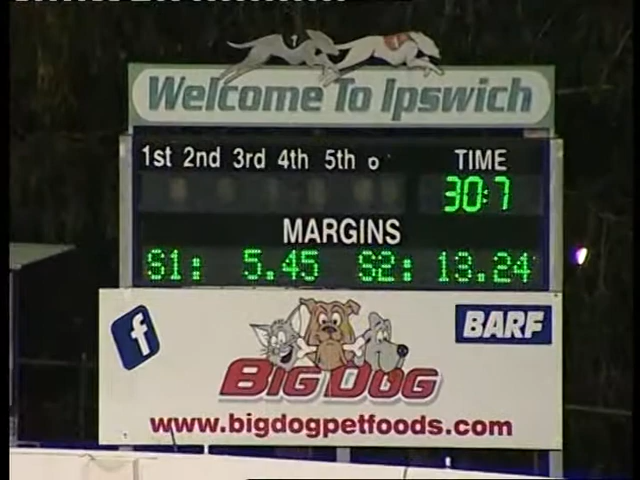 Welcome To Ipswich
1st 2nd 3rd 4th 5th o TIME
30:7
MARGINS
S1: 5.45 S2: 13.24
f
BARF
BIG DOG
www.bigdogpetfoods.com